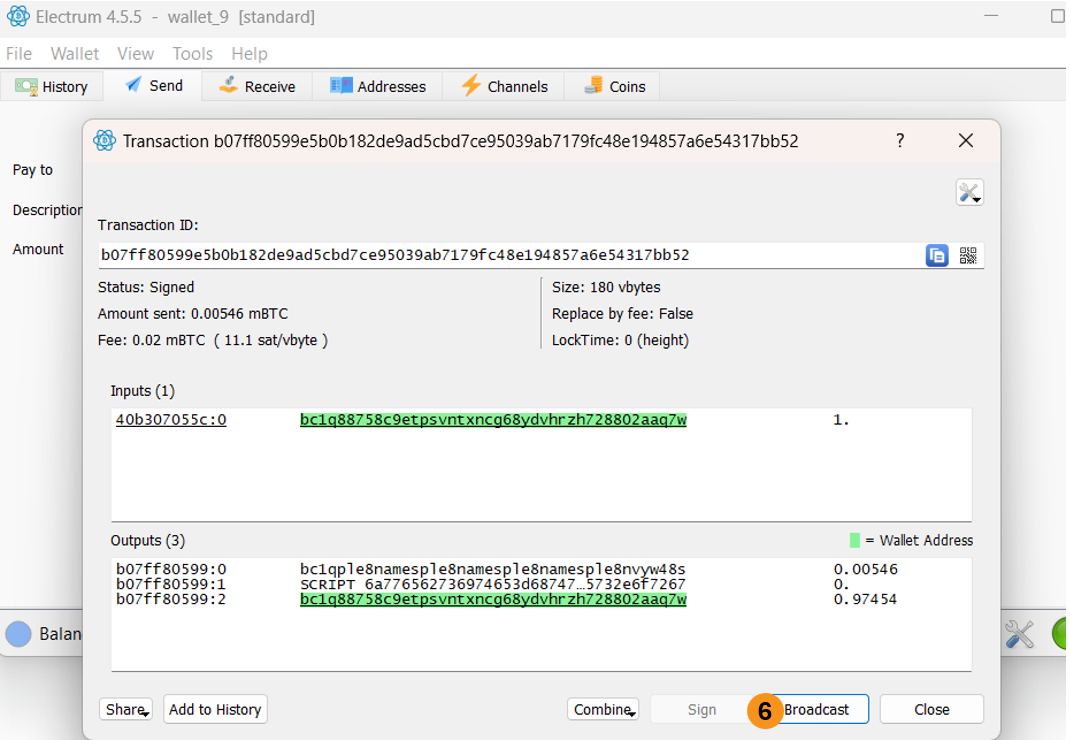 Electrum 4.5.5 - wallet_9 [standard]
File Wallet View Tools Help
History Send Receive Addresses Channels Coins
Transaction b07ff80599e5b0b182de9ad5cbd7ce95039ab7179fc48e194857a6e54317bb52 ?
Pay to
Description
Amount
Transaction ID:
b07ff80599e5b0b182de9ad5cbd7ce95039ab7179fc48e194857a6e54317bb52
Status: Signed
Amount sent: 0.00546 mBTC
Fee: 0.02 mBTC ( 11.1 sat/vbyte )
Size: 180 vbytes
Replace by fee: False
LockTime: 0 (height)
Inputs (1)
40b307055c:0 bc1q88758c9etpsvntxncg68ydvhrzh728802aaq7w 1.
Outputs (3) = Wallet Address
b07ff80599:0 bc1qple8namesple8namesple8namesple8nvyw48s 0.00546
b07ff80599:1 SCRIPT 6a776562736974653d68747…5732e6f7267 0.
b07ff80599:2 bc1q88758c9etpsvntxncg68ydvhrzh728802aaq7w 0.97454
Balan
Share Add to History Combine Sign 6 Broadcast Close